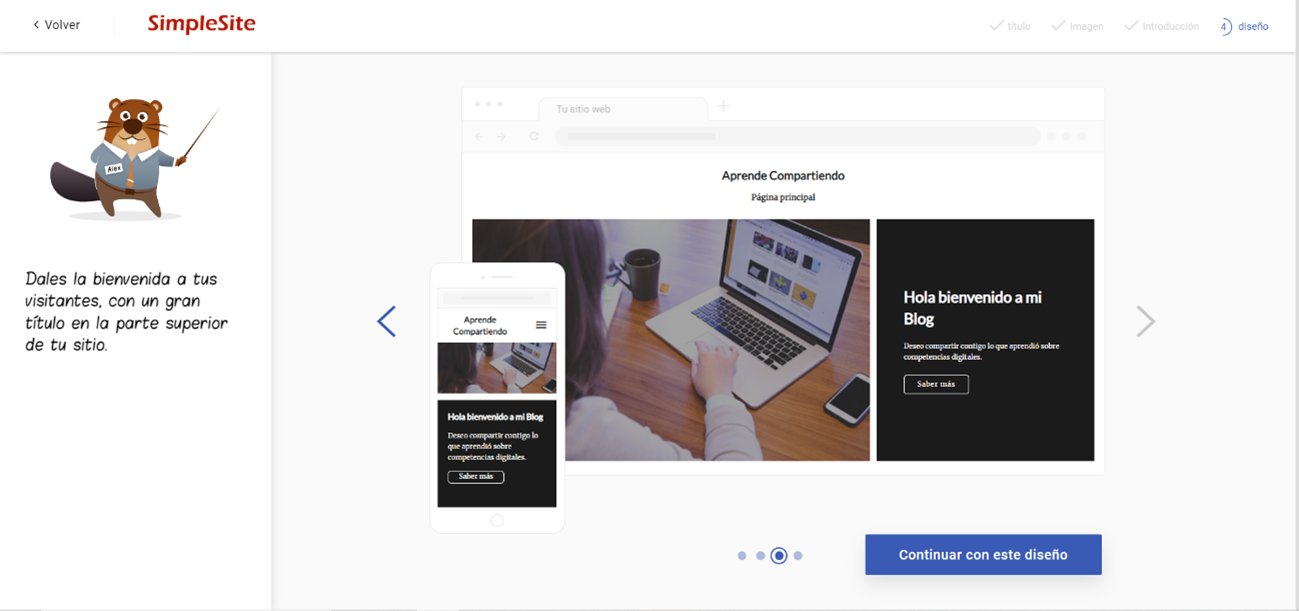 Volver
SimpleSite
título
Imagen
Introducción
4 diseño
Alex
Dales la bienvenida a tus
visitantes, con un gran
título en la parte superior
de tu sitio.
Tu sitio web
Aprende Compartiendo
Página principal
Hola bienvenido a mi
Blog
Deseo compartir contigo lo que aprendió sobre
competencias digitales.
Saber más
Aprende
Compartiendo
Hola bienvenido a mi Blog
Deseo compartir contigo lo
que aprendió sobre
competencias digitales.
Saber más
Continuar con este diseño